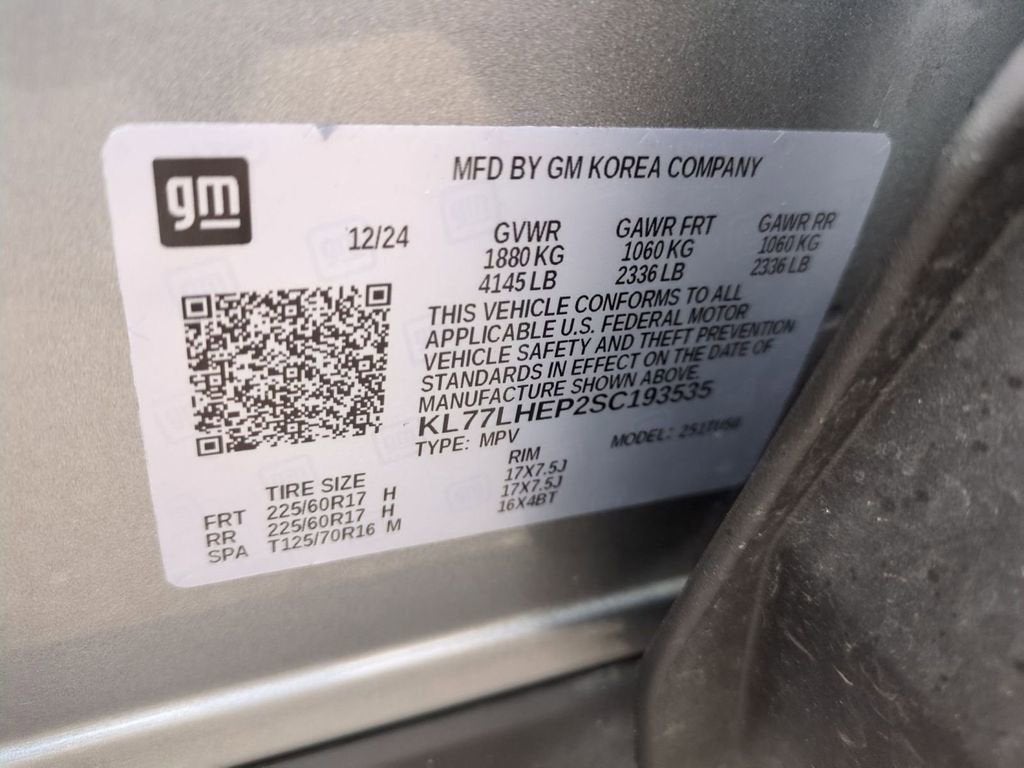 gm
MFD BY GM KOREA COMPANY
12/24
GVWR GAWR FRT GAWR RR
1880 KG 1060 KG 1060 KG
4145 LB 2336 LB 2336 LB
THIS VEHICLE CONFORMS TO ALL
APPLICABLE U.S. FEDERAL MOTOR
VEHICLE SAFETY AND THEFT PREVENTION
STANDARDS IN EFFECT ON THE DATE OF
MANUFACTURE SHOWN ABOVE.
KL77LHEP2SC193535
TYPE: MPV MODEL:
TIRE SIZE RIM
FRT 225/60R17 H 17X7.5J
RR 225/60R17 H 17X7.5J
SPA T125/70R16 M 16X4BT